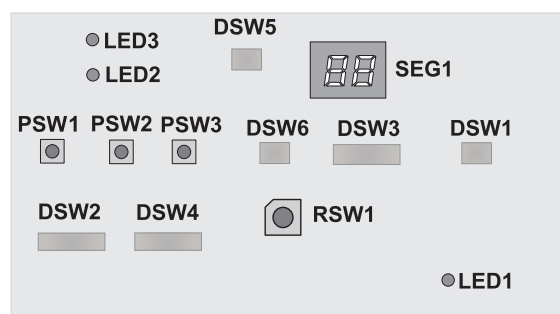 DSW5
LED3
LED2
SEG1
PSW1 PSW2 PSW3 DSW6 DSW3 DSW1
DSW2 DSW4 RSW1
LED1